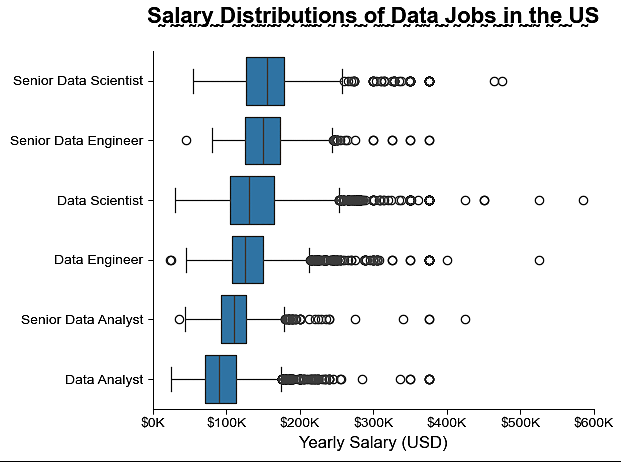 Salary Distributions of Data Jobs in the US
Senior Data Scientist
Senior Data Engineer
Data Scientist
Data Engineer
Senior Data Analyst
Data Analyst
$0K $100K $200K $300K $400K $500K $600K
Yearly Salary (USD)